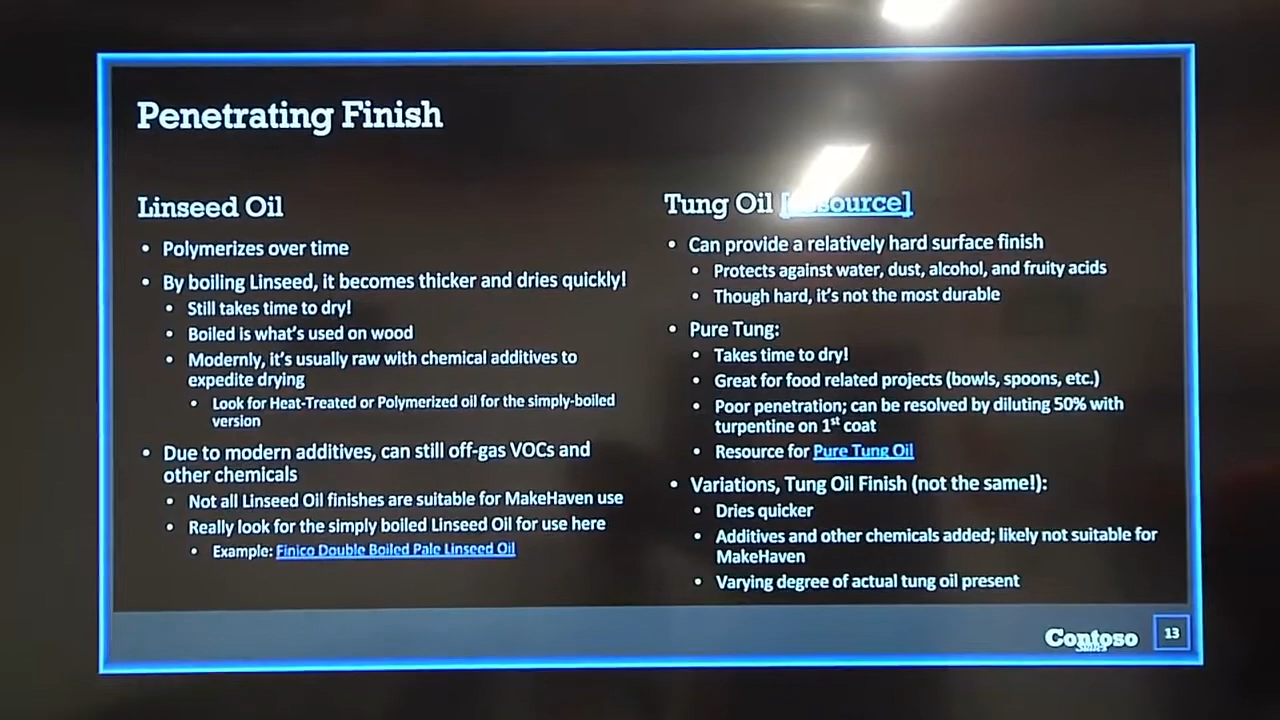 Penetrating Finish
Linseed Oil
• Polymerizes over time
• By boiling Linseed, it becomes thicker and dries quickly!
• Still takes time to dry!
• Boiled is what's used on wood
• Modernly, it's usually raw with chemical additives to
expedite drying
• Look for Heat-Treated or Polymerized oil for the simply-boiled
version
• Due to modern additives, can still off-gas VOCs and
other chemicals
• Not all Linseed Oil finishes are suitable for MakeHaven use
• Really look for the simply boiled Linseed Oil for use here
• Example: Finico Double Boiled Pale Linseed Oil
Tung Oil [Resource]
• Can provide a relatively hard surface finish
• Protects against water, dust, alcohol, and fruity acids
• Though hard, it's not the most durable
• Pure Tung:
• Takes time to dry!
• Great for food related projects (bowls, spoons, etc.)
• Poor penetration; can be resolved by diluting 50% with
turpentine on 1st coat
• Resource for Pure Tung Oil
• Variations, Tung Oil Finish (not the same!):
• Dries quicker
• Additives and other chemicals added; likely not suitable for
MakeHaven
• Varying degree of actual tung oil present
Contoso
13